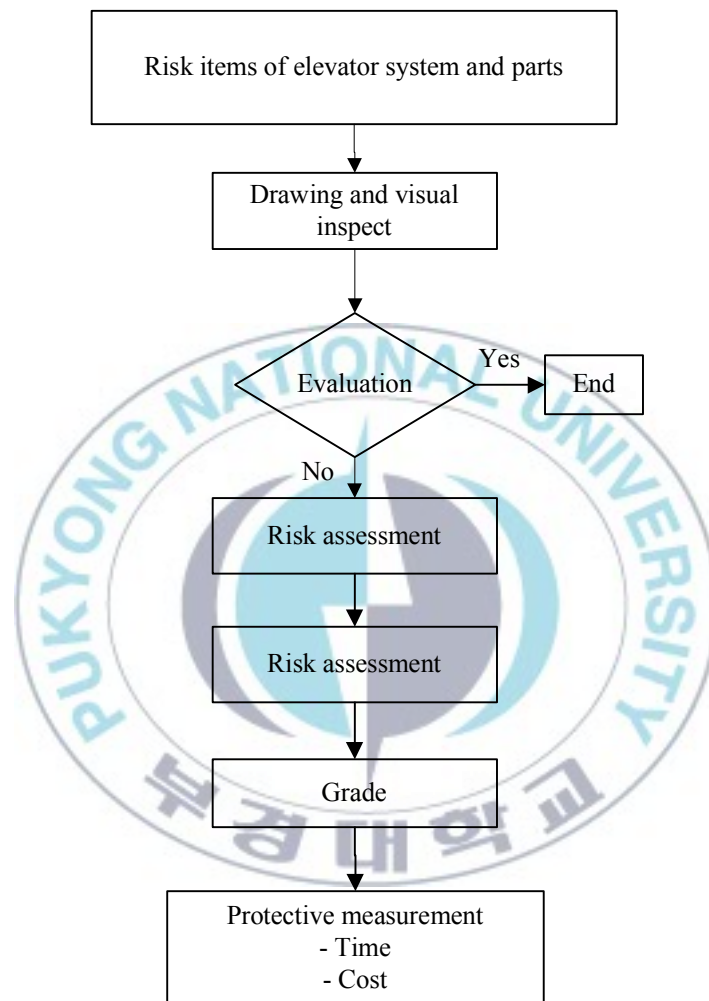 Risk items of elevator system and parts
Drawing and visual
inspect
Evaluation
Yes
End
No
Risk assessment
Risk assessment
Grade
Protective measurement
- Time
- Cost
PUKYONG NATIONAL UNIVERSITY
부경대학교